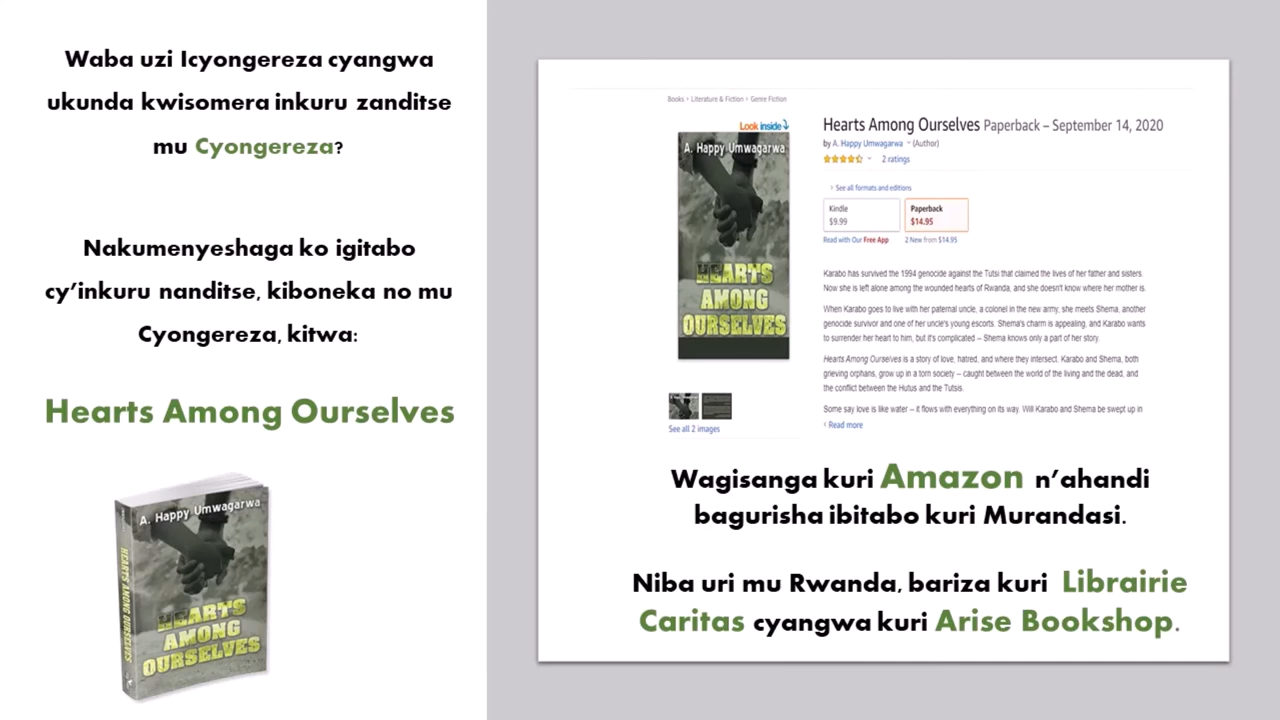 Waba uzi Icyongereza cyangwa
ukunda kwisomera inkuru zanditse
mu Cyongereza?
Nakumenyeshaga ko igitabo
cy’inkuru nanditse, kiboneka no mu
Cyongereza, kitwa:
Hearts Among Ourselves
A. Happy Umwagarwa
HEARTS
AMONG
OURSELVES
HEARTS AMONG OURSELVES
Books › Literature & Fiction › Genre Fiction
Look inside
A. Happy Umwagarwa
HEARTS
AMONG
OURSELVES
See all 2 images
Hearts Among Ourselves Paperback – September 14, 2020
by A. Happy Umwagarwa (Author)
2 ratings
› See all formats and editions
Kindle
$9.99
Paperback
$14.95
Read with Our Free App
2 New from $14.95
Karabo has survived the 1994 genocide against the Tutsi that claimed the lives of her father and sisters.
Now she is left alone among the wounded hearts of Rwanda, and she doesn't know where her mother is.
When Karabo goes to live with her paternal uncle, a colonel in the new army, she meets Shema, another
genocide survivor and one of her uncle's young escorts. Shema's charm is appealing, and Karabo wants
to surrender her heart to him, but it's complicated – Shema knows only a part of her story.
Hearts Among Ourselves is a story of love, hatred, and where they intersect. Karabo and Shema, both
grieving orphans, grow up in a torn society – caught between the world of the living and the dead, and
the conflict between the Hutus and the Tutsis.
Some say love is like water – it flows with everything on its way. Will Karabo and Shema be swept up in
› Read more
Wagisanga kuri Amazon n’ahandi
bagurisha ibitabo kuri Murandasi.
Niba uri mu Rwanda, bariza kuri Librairie
Caritas cyangwa kuri Arise Bookshop.